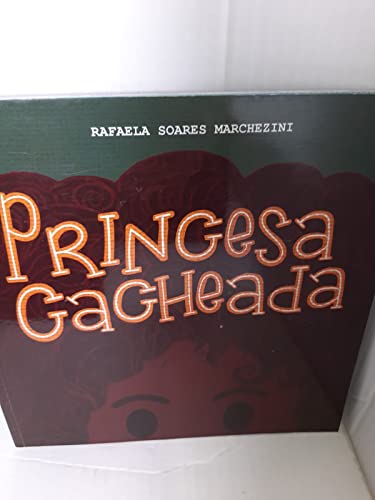 RAFAELA SOARES MARCHEZINI
PRINCESA
CACHEADA